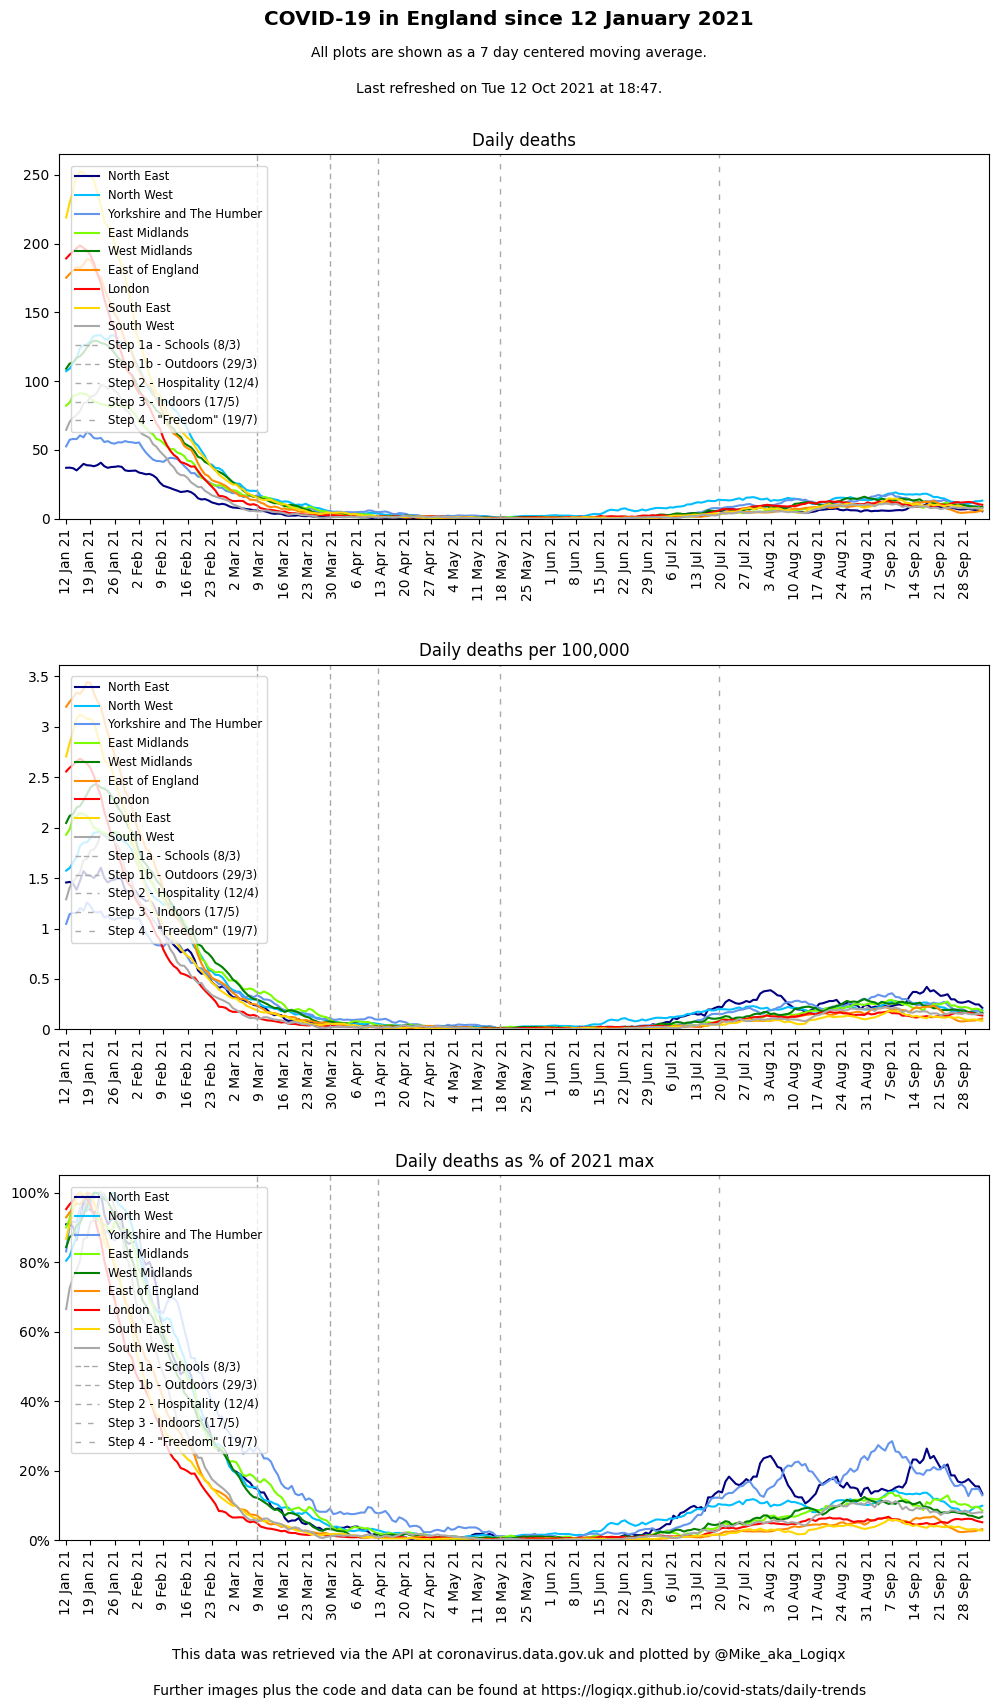 COVID-19 in England since 12 January 2021
All plots are shown as a 7 day centered moving average.
Last refreshed on Tue 12 Oct 2021 at 18:47.
Daily deaths
250
200
150
100
50
0
North East
North West
Yorkshire and The Humber
East Midlands
West Midlands
East of England
London
South East
South West
Step 1a - Schools (8/3)
Step 1b - Outdoors (29/3)
Step 2 - Hospitality (12/4)
Step 3 - Indoors (17/5)
Step 4 - "Freedom" (19/7)
12 Jan 21
19 Jan 21
26 Jan 21
2 Feb 21
9 Feb 21
16 Feb 21
23 Feb 21
2 Mar 21
9 Mar 21
16 Mar 21
23 Mar 21
30 Mar 21
6 Apr 21
13 Apr 21
20 Apr 21
27 Apr 21
4 May 21
11 May 21
18 May 21
25 May 21
1 Jun 21
8 Jun 21
15 Jun 21
22 Jun 21
29 Jun 21
6 Jul 21
13 Jul 21
20 Jul 21
27 Jul 21
3 Aug 21
10 Aug 21
17 Aug 21
24 Aug 21
31 Aug 21
7 Sep 21
14 Sep 21
21 Sep 21
28 Sep 21
Daily deaths per 100,000
3.5
3
2.5
2
1.5
1
0.5
0
North East
North West
Yorkshire and The Humber
East Midlands
West Midlands
East of England
London
South East
South West
Step 1a - Schools (8/3)
Step 1b - Outdoors (29/3)
Step 2 - Hospitality (12/4)
Step 3 - Indoors (17/5)
Step 4 - "Freedom" (19/7)
12 Jan 21
19 Jan 21
26 Jan 21
2 Feb 21
9 Feb 21
16 Feb 21
23 Feb 21
2 Mar 21
9 Mar 21
16 Mar 21
23 Mar 21
30 Mar 21
6 Apr 21
13 Apr 21
20 Apr 21
27 Apr 21
4 May 21
11 May 21
18 May 21
25 May 21
1 Jun 21
8 Jun 21
15 Jun 21
22 Jun 21
29 Jun 21
6 Jul 21
13 Jul 21
20 Jul 21
27 Jul 21
3 Aug 21
10 Aug 21
17 Aug 21
24 Aug 21
31 Aug 21
7 Sep 21
14 Sep 21
21 Sep 21
28 Sep 21
Daily deaths as % of 2021 max
100%
80%
60%
40%
20%
0%
North East
North West
Yorkshire and The Humber
East Midlands
West Midlands
East of England
London
South East
South West
Step 1a - Schools (8/3)
Step 1b - Outdoors (29/3)
Step 2 - Hospitality (12/4)
Step 3 - Indoors (17/5)
Step 4 - "Freedom" (19/7)
12 Jan 21
19 Jan 21
26 Jan 21
2 Feb 21
9 Feb 21
16 Feb 21
23 Feb 21
2 Mar 21
9 Mar 21
16 Mar 21
23 Mar 21
30 Mar 21
6 Apr 21
13 Apr 21
20 Apr 21
27 Apr 21
4 May 21
11 May 21
18 May 21
25 May 21
1 Jun 21
8 Jun 21
15 Jun 21
22 Jun 21
29 Jun 21
6 Jul 21
13 Jul 21
20 Jul 21
27 Jul 21
3 Aug 21
10 Aug 21
17 Aug 21
24 Aug 21
31 Aug 21
7 Sep 21
14 Sep 21
21 Sep 21
28 Sep 21
This data was retrieved via the API at coronavirus.data.gov.uk and plotted by @Mike_aka_Logiqx
Further images plus the code and data can be found at https://logiqx.github.io/covid-stats/daily-trends